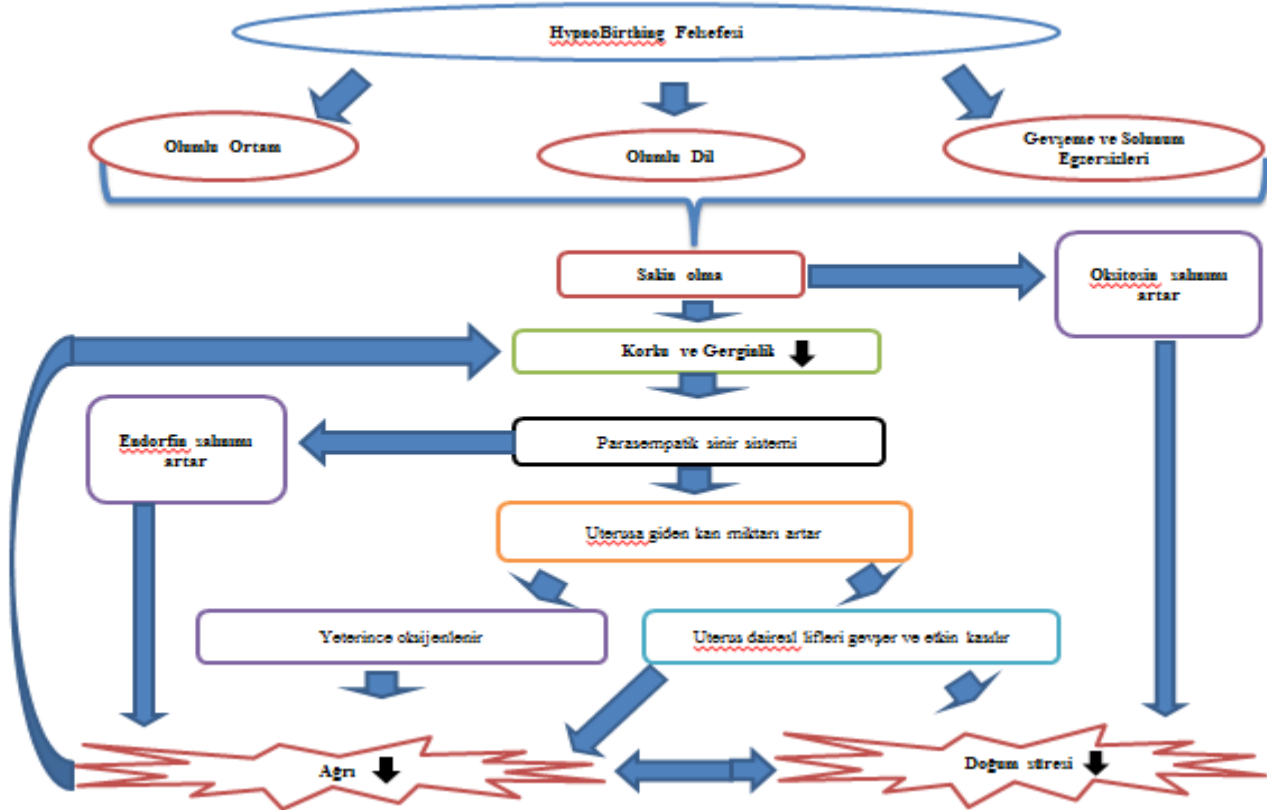 HypnoBirthing Felsefesi
Olumlu Ortam
Olumlu Dil
Gevşeme ve Solunum
Egzersizleri
Sakin olma
Oksitosin salınımı
artar
Korku ve Gerginlik
Endorfin salınımı
artar
Parasempatik sinir sistemi
Uterusa giden kan miktarı artar
Yeterince oksijenlenir
Uterus dairesl lifleri gevşer ve etkin kasılır
Ağrı
Doğum süresi